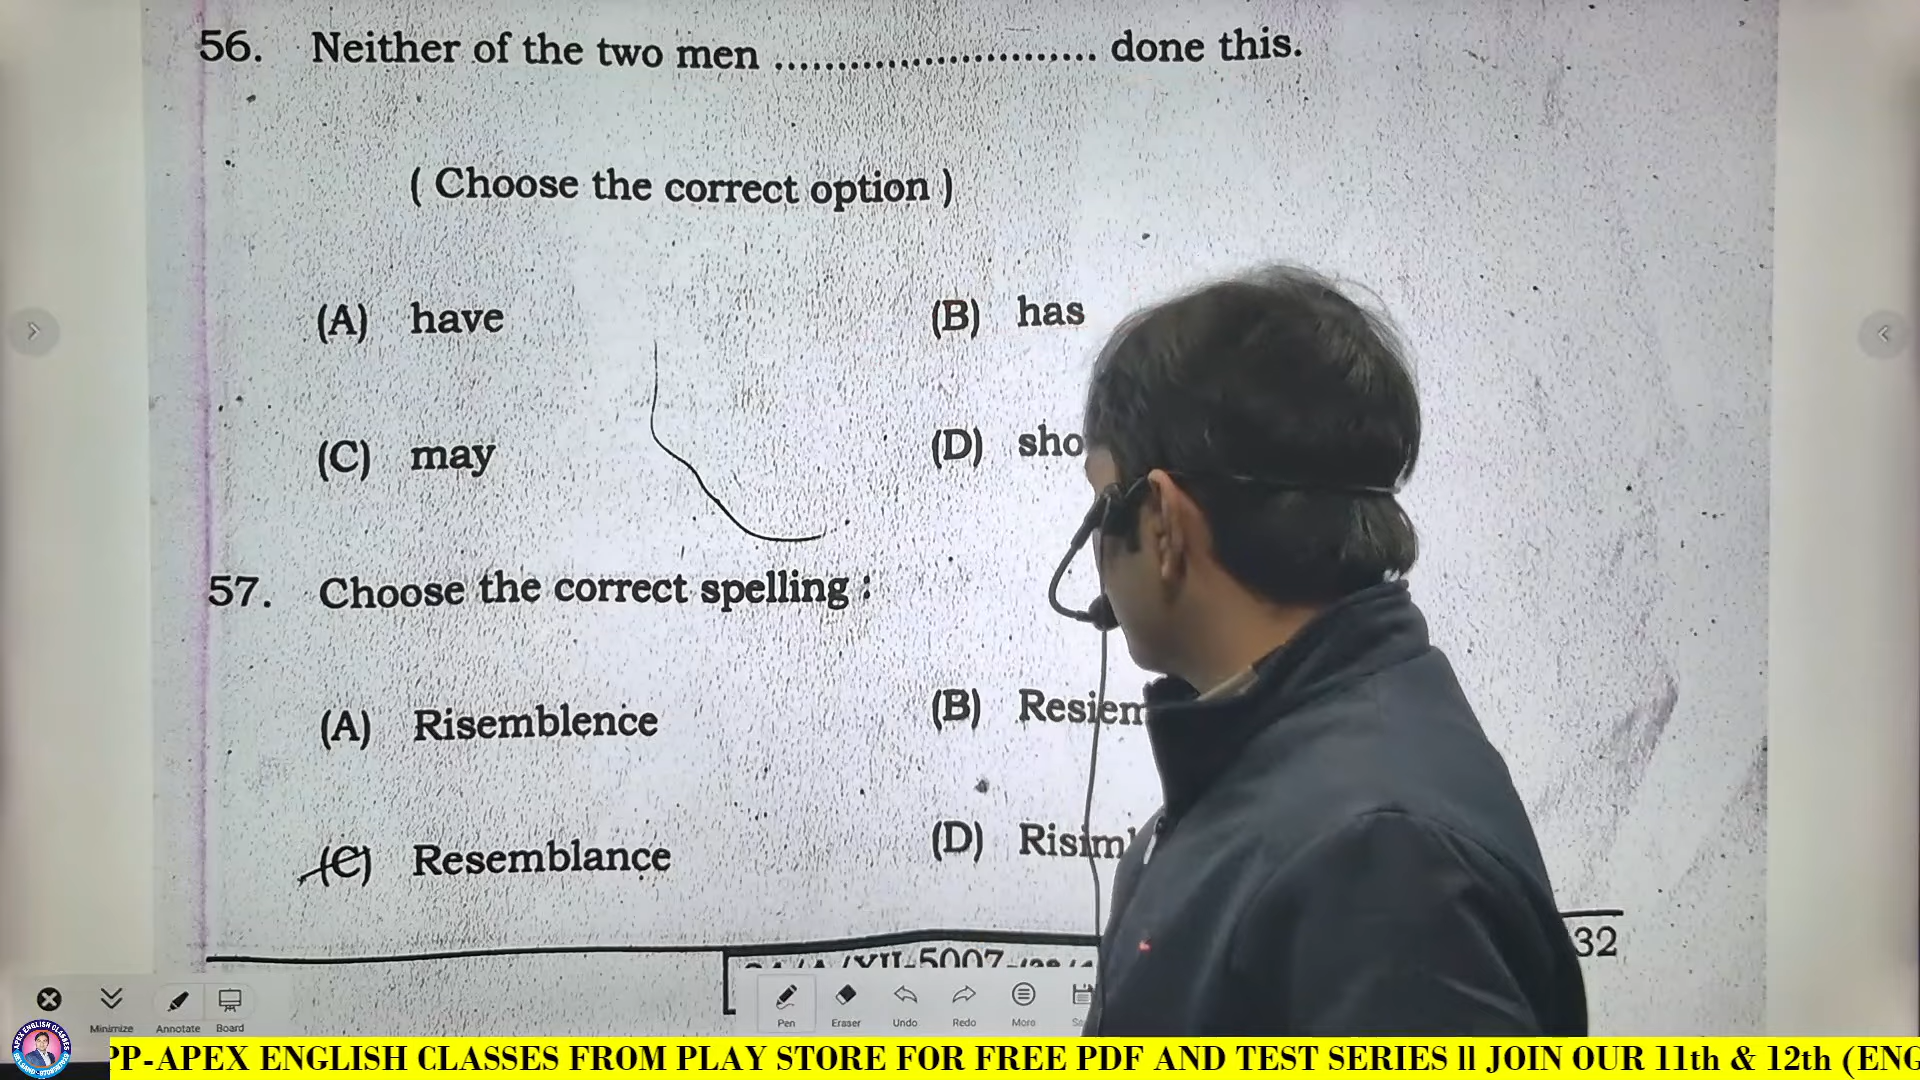 56. Neither of the two men .......................... done this.
( Choose the correct option )
(A) have (B) has
(C) may (D) sho
57. Choose the correct spelling :
(A) Risemblence (B) Resiem
(C) Resemblance (D) Risim
32
Minimize Annotate Board Pen Eraser Undo Redo More
PP-APEX ENGLISH CLASSES FROM PLAY STORE FOR FREE PDF AND TEST SERIES ll JOIN OUR 11th & 12th (ENG